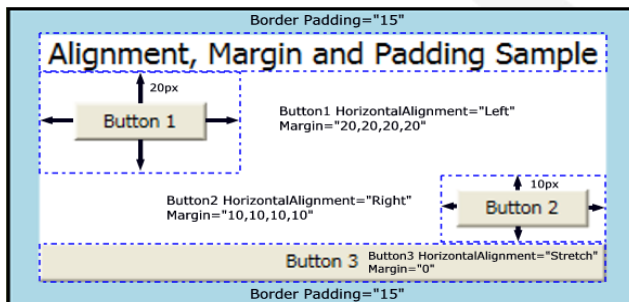 Border Padding="15"
Alignment, Margin and Padding Sample
20px
Button1 HorizontalAlignment="Left"
Margin="20,20,20,20"
Button 1
10px
Button2 HorizontalAlignment="Right"
Margin="10,10,10,10"
Button 2
Button 3
Button3 HorizontalAlignment="Stretch"
Margin="0"
Border Padding="15"